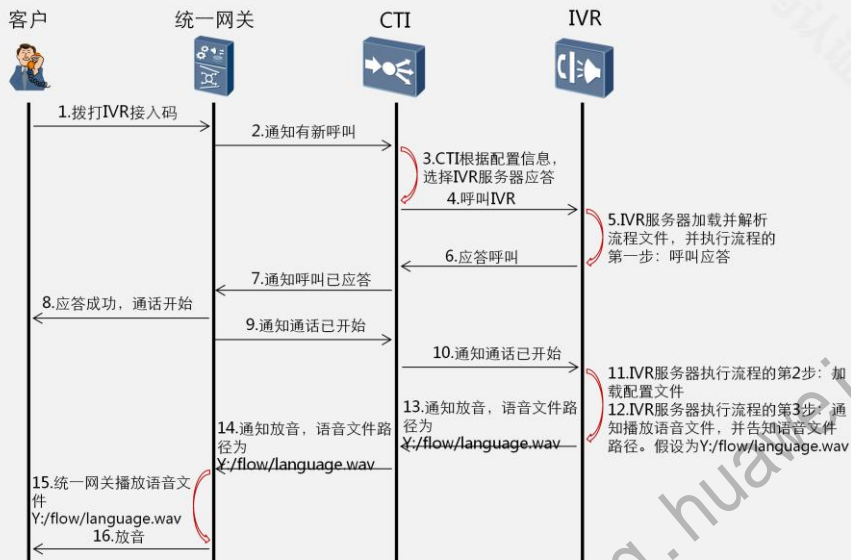 客户
统一网关
CTI
IVR
1.拨打IVR接入码
2.通知有新呼叫
3.CTI根据配置信息，
选择IVR服务器应答
4.呼叫IVR
5.IVR服务器加载并解析
流程文件，并执行流程的
第一步：呼叫应答
6.应答呼叫
7.通知呼叫已应答
8.应答成功，通话开始
9.通知通话已开始
10.通知通话已开始
11.IVR服务器执行流程的第2步：加
载配置文件
12.IVR服务器执行流程的第3步：通
知播放语音文件，并告知语音文件
路径。假设为Y:/flow/language.wav
13.通知放音，语音文件路
径为
Y:/flow/language.wav
14.通知放音，语音文件路
径为
Y:/flow/language.wav
15.统一网关播放语音文
件
Y:/flow/language.wav
16.放音
g.huawei